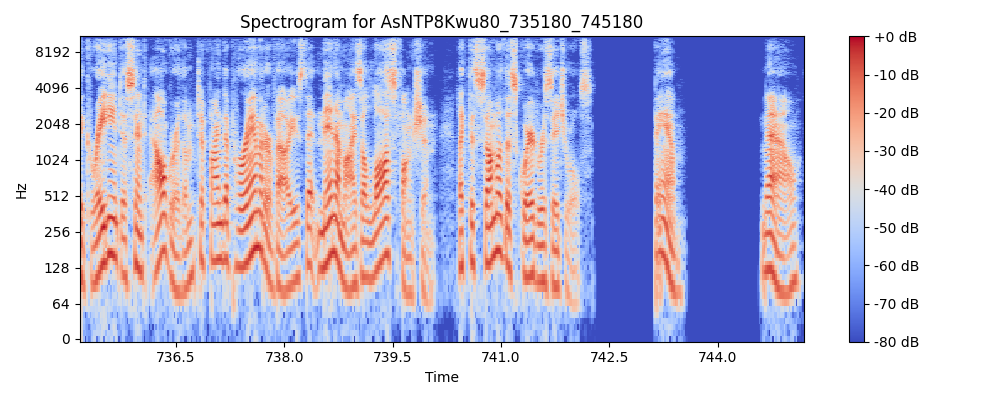 Spectrogram for AsNTP8Kwu80_735180_745180
8192
4096
2048
1024
512
256
128
64
0
Hz
736.5
738.0
739.5
741.0
742.5
744.0
Time
+0 dB
-10 dB
-20 dB
-30 dB
-40 dB
-50 dB
-60 dB
-70 dB
-80 dB